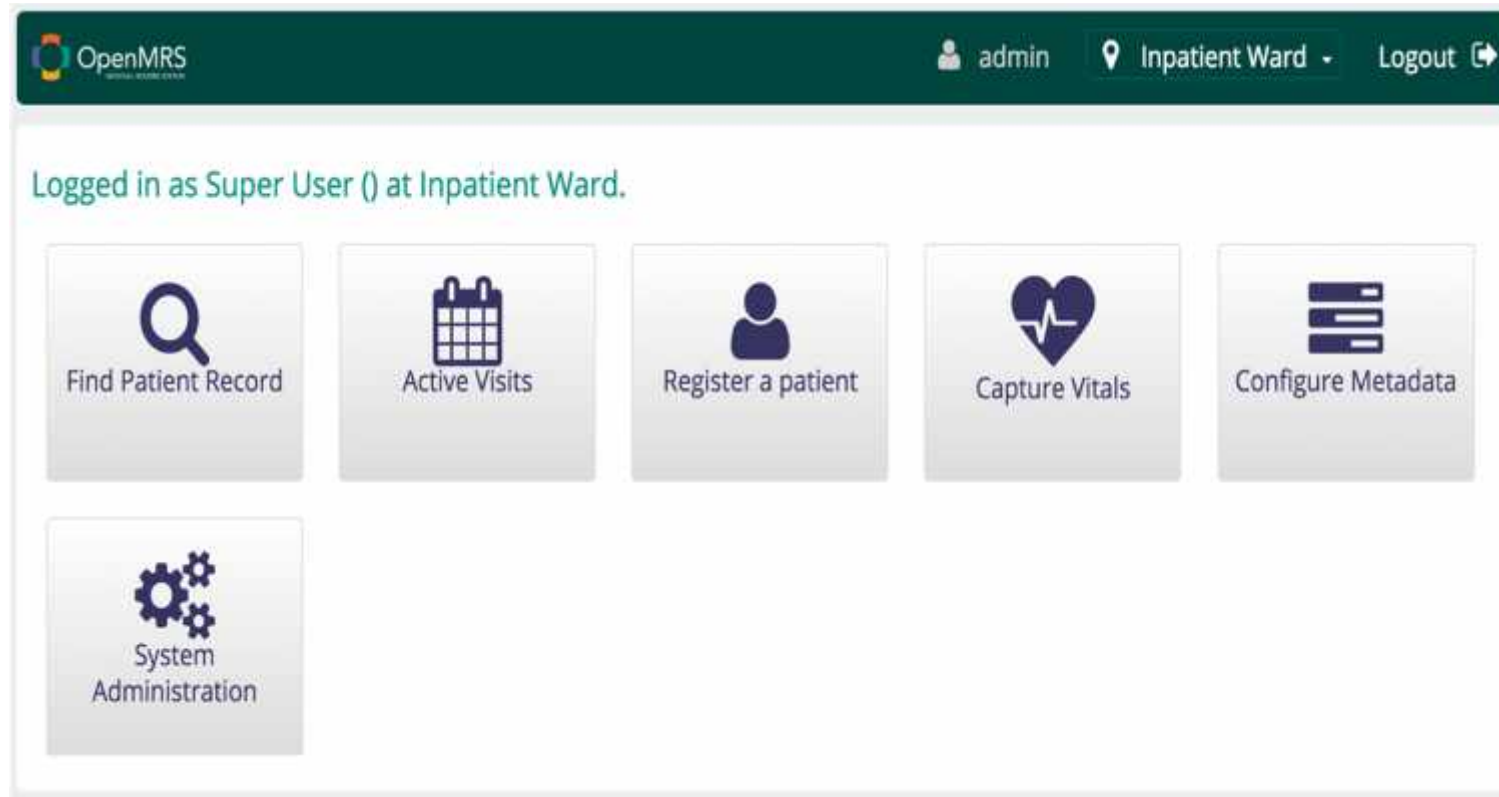 OpenMRS
admin
Inpatient Ward
Logout
Logged in as Super User () at Inpatient Ward.
Find Patient Record
Active Visits
Register a patient
Capture Vitals
Configure Metadata
System
Administration